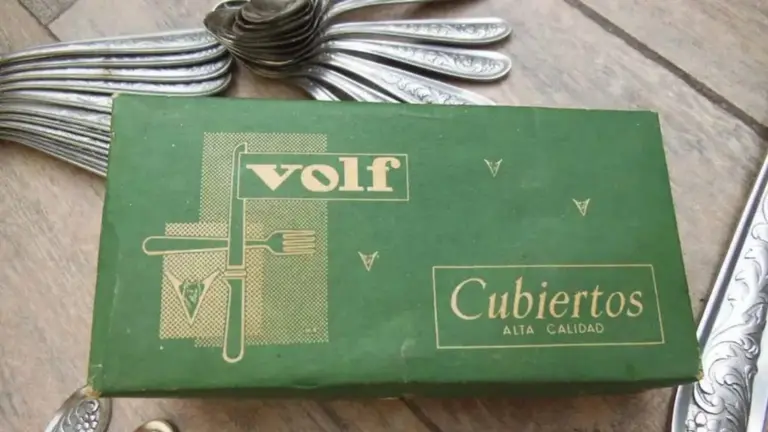 volf
Cubiertos
ALTA CALIDAD